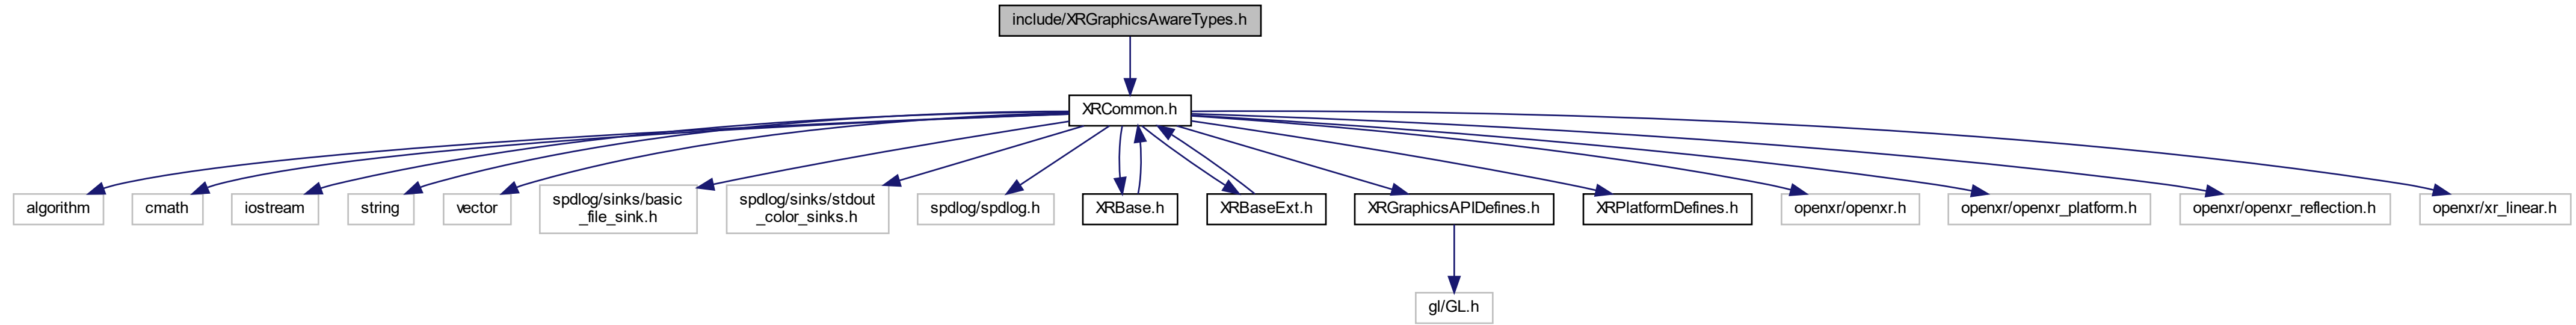 include/XRGraphicsAwareTypes.h
XRCommon.h
algorithm
cmath
iostream
string
vector
spdlog/sinks/basic
_file_sink.h
spdlog/sinks/stdout
_color_sinks.h
spdlog/spdlog.h
XRBase.h
XRBaseExt.h
XRGraphicsAPIDefines.h
XRPlatformDefines.h
openxr/openxr.h
openxr/openxr_platform.h
openxr/openxr_reflection.h
openxr/xr_linear.h
gl/GL.h